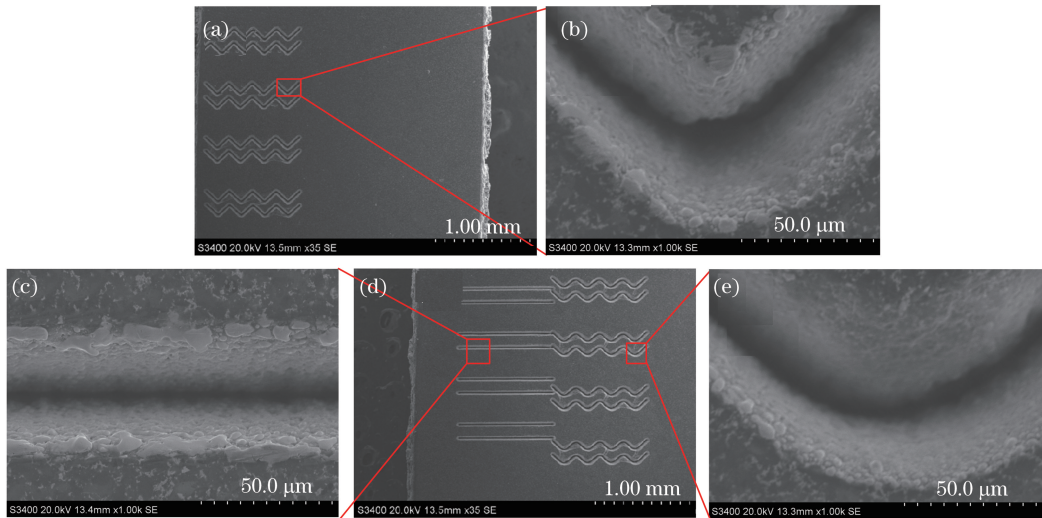 (a)
1.00 mm
S3400 20.0kV 13.5mm x35 SE
(b)
50.0 μm
S3400 20.0kV 13.3mm x1.00k SE
(c)
50.0 μm
S3400 20.0kV 13.4mm x1.00k SE
(d)
1.00 mm
S3400 20.0kV 13.5mm x35 SE
(e)
50.0 μm
S3400 20.0kV 13.3mm x1.00k SE